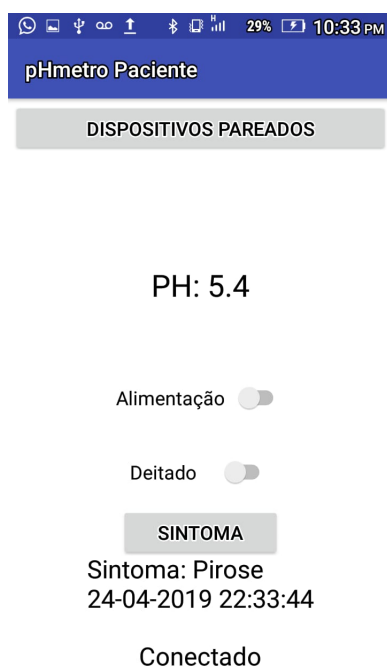 29% 10:33 PM
pHmetro Paciente
DISPOSITIVOS PAREADOS
PH: 5.4
Alimentação
Deitado
SINTOMA
Sintoma: Pirose
24-04-2019 22:33:44
Conectado